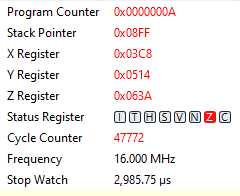 Program Counter 0x0000000A
Stack Pointer 0x08FF
X Register 0x03C8
Y Register 0x0514
Z Register 0x063A
Status Register I T H S V N Z C
Cycle Counter 47772
Frequency 16.000 MHz
Stop Watch 2,985.75 µs